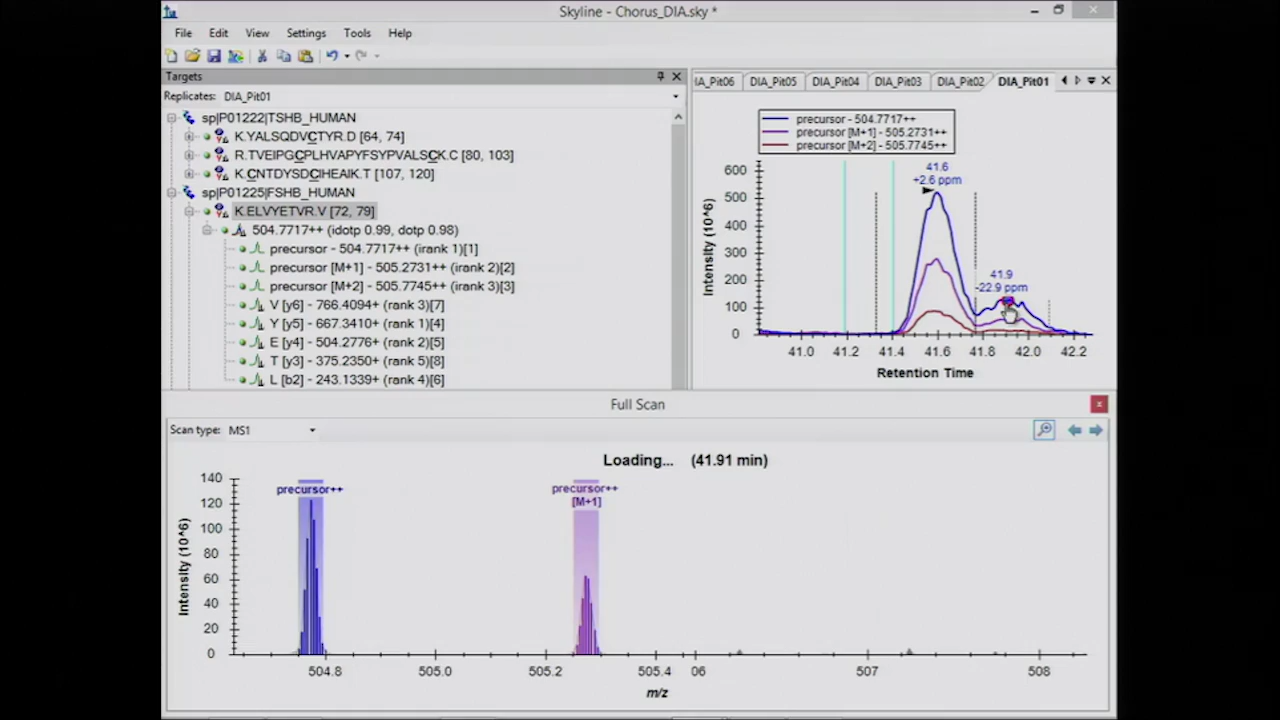 Skyline - Chorus_DIA.sky *
File Edit View Settings Tools Help
Targets
Replicates: DIA_Pit01
sp|P01222|TSHB_HUMAN
K.YALSQDVCTYR.D [64, 74]
R.TVEIPGCPLHVAPYFSYPVALSCK.C [80, 103]
K.CNTDYSDCIHEAIK.T [107, 120]
sp|P01225|FSHB_HUMAN
K.ELVYETVR.V [72, 79]
504.7717++ (idotp 0.99, dotp 0.98)
precursor - 504.7717++ (irank 1)[1]
precursor [M+1] - 505.2731++ (irank 2)[2]
precursor [M+2] - 505.7745++ (irank 3)[3]
V [y6] - 766.4094+ (rank 3)[7]
Y [y5] - 667.3410+ (rank 1)[4]
E [y4] - 504.2776+ (rank 2)[5]
T [y3] - 375.2350+ (rank 5)[8]
L [b2] - 243.1339+ (rank 4)[6]
IA_Pit06 DIA_Pit05 DIA_Pit04 DIA_Pit03 DIA_Pit02 DIA_Pit01
precursor - 504.7717++
precursor [M+1] - 505.2731++
precursor [M+2] - 505.7745++
41.6
+2.6 ppm
41.9
-22.9 ppm
Intensity (10^6)
600
500
400
300
200
100
0
41.0 41.2 41.4 41.6 41.8 42.0 42.2
Retention Time
Full Scan
Scan type: MS1
Loading... (41.91 min)
precursor++
precursor++
[M+1]
Intensity (10^6)
140
120
100
80
60
40
20
0
504.8 505.0 505.2 505.4 06 507 508
m/z